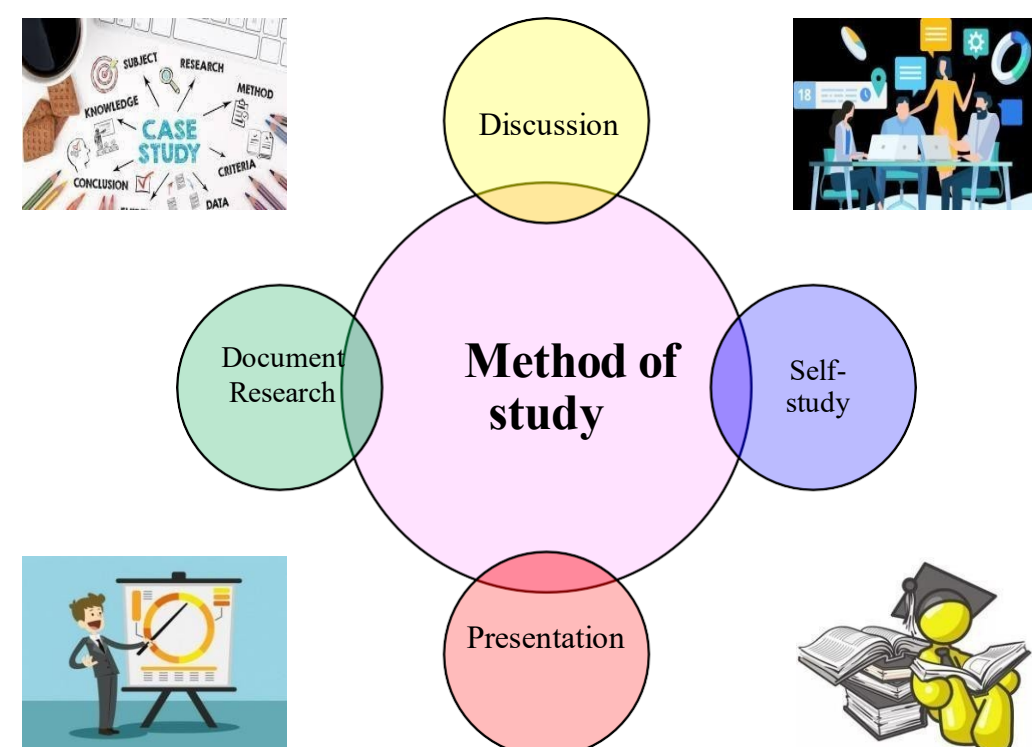 SUBJECT
RESEARCH
METHOD
KNOWLEDGE
CASE
STUDY
CRITERIA
CONCLUSION
DATA
Discussion
18
Document
Research
Method of
study
Self-
study
Presentation